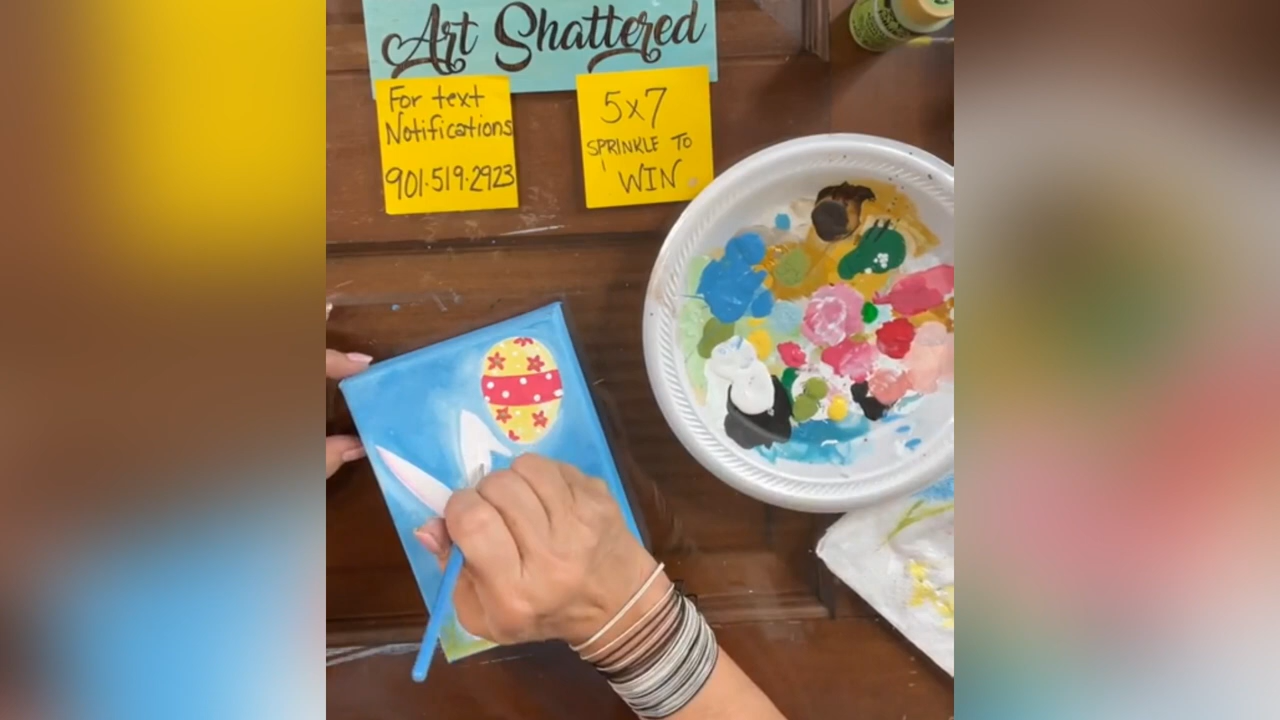 Art Shattered
For text
Notifications
901.519.2923
5x7
SPRINKLE TO
WIN